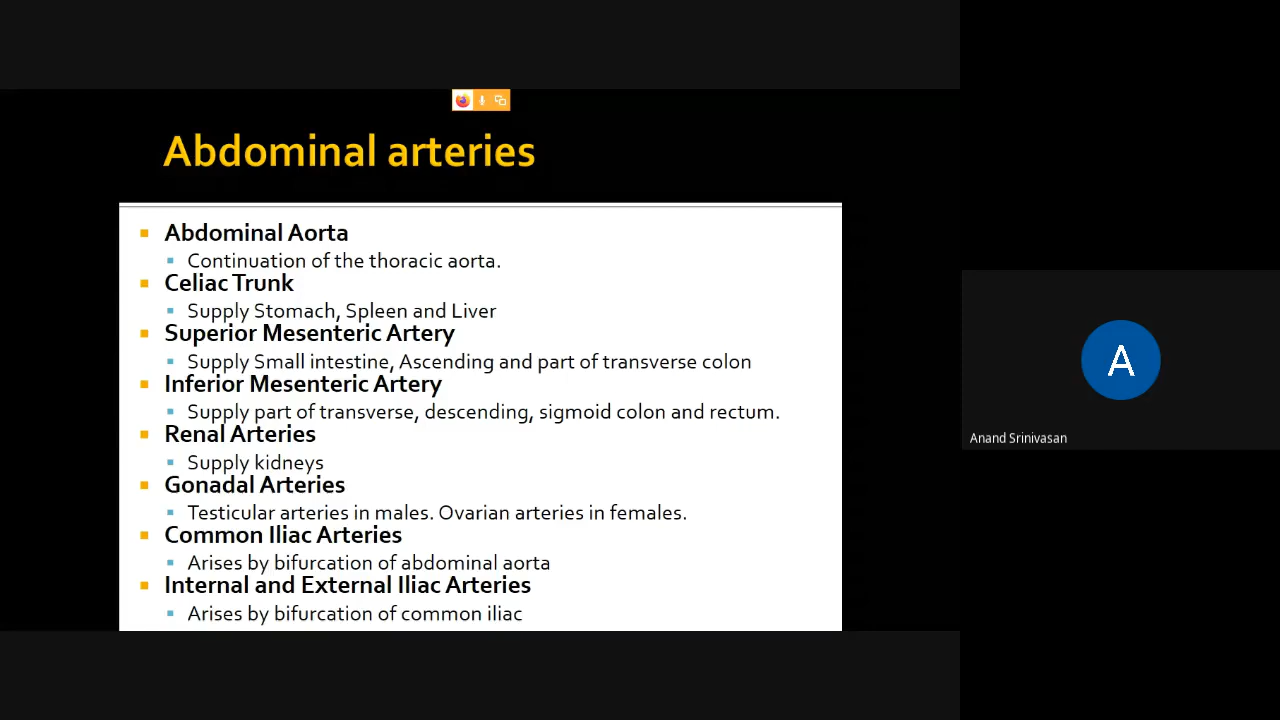 Abdominal arteries
Abdominal Aorta
Continuation of the thoracic aorta.
Celiac Trunk
Supply Stomach, Spleen and Liver
Superior Mesenteric Artery
Supply Small intestine, Ascending and part of transverse colon
Inferior Mesenteric Artery
Supply part of transverse, descending, sigmoid colon and rectum.
Renal Arteries
Supply kidneys
Gonadal Arteries
Testicular arteries in males. Ovarian arteries in females.
Common Iliac Arteries
Arises by bifurcation of abdominal aorta
Internal and External Iliac Arteries
Arises by bifurcation of common iliac
A
Anand Srinivasan